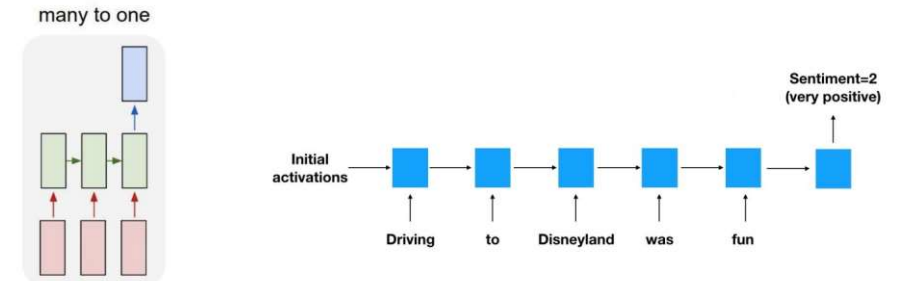 many to one
Sentiment=2
(very positive)
Initial
activations
Driving to Disneyland was fun